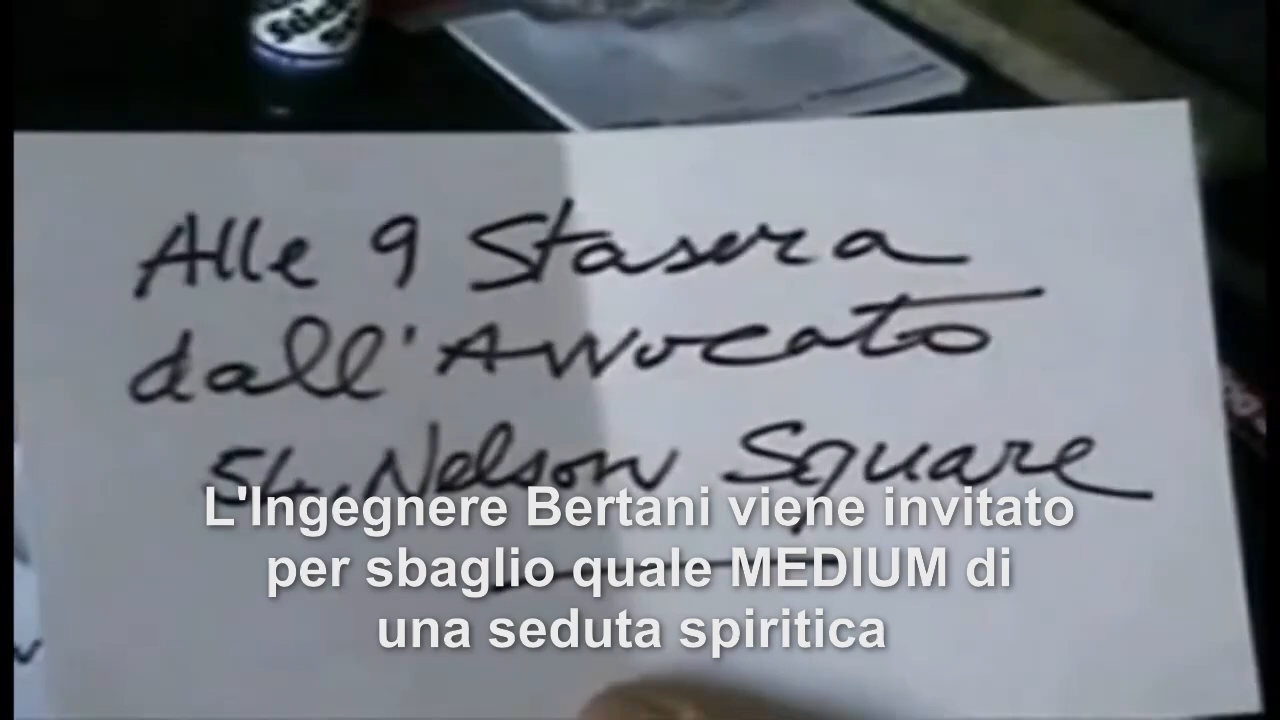 Alle 9 Stasera
dall'Avvocato
54, Nelson Square
L'Ingegnere Bertani viene invitato
per sbaglio quale MEDIUM di
una seduta spiritica